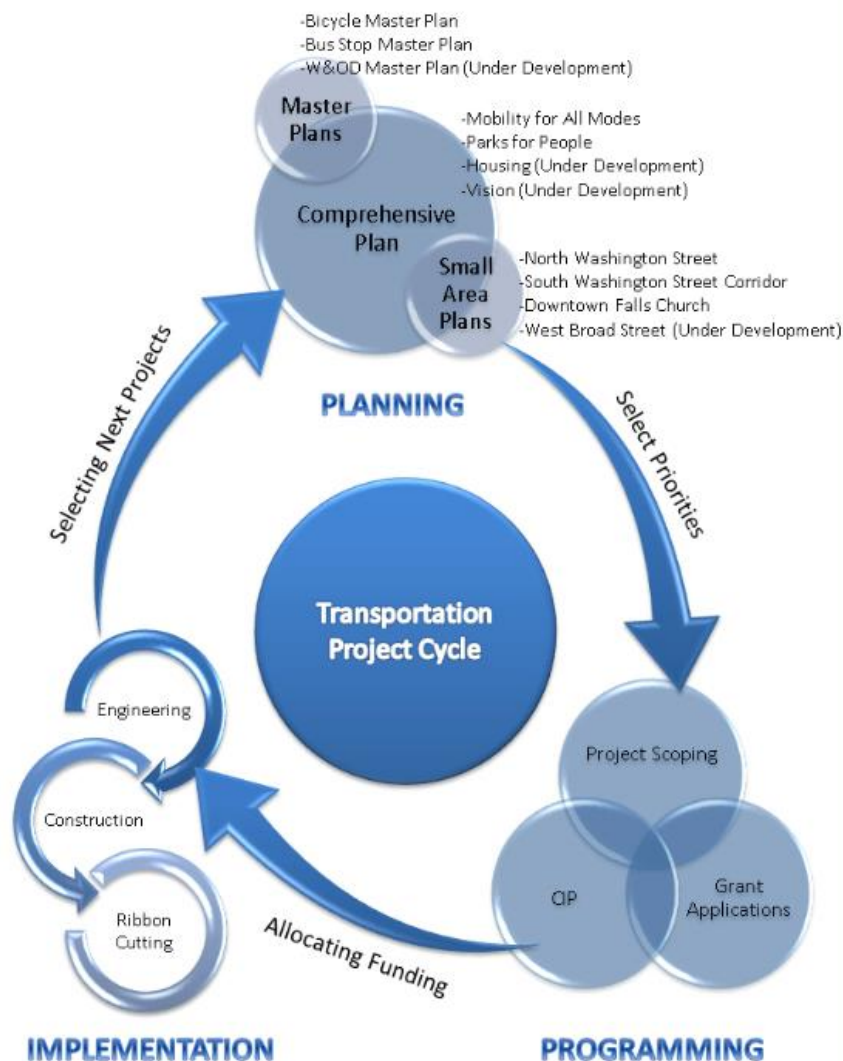 -Bicycle Master Plan
-Bus Stop Master Plan
-W&OD Master Plan (Under Development)
Master
Plans
-Mobility for All Modes
-Parks for People
-Housing (Under Development)
-Vision (Under Development)
Comprehensive
Plan
Small
Area
Plans
-North Washington Street
-South Washington Street Corridor
-Downtown Falls Church
-West Broad Street (Under Development)
PLANNING
Selecting Next Projects
Select Priorities
Transportation
Project Cycle
Engineering
Construction
Ribbon
Cutting
Project Scoping
CIP
Grant
Applications
Allocating Funding
IMPLEMENTATION
PROGRAMMING